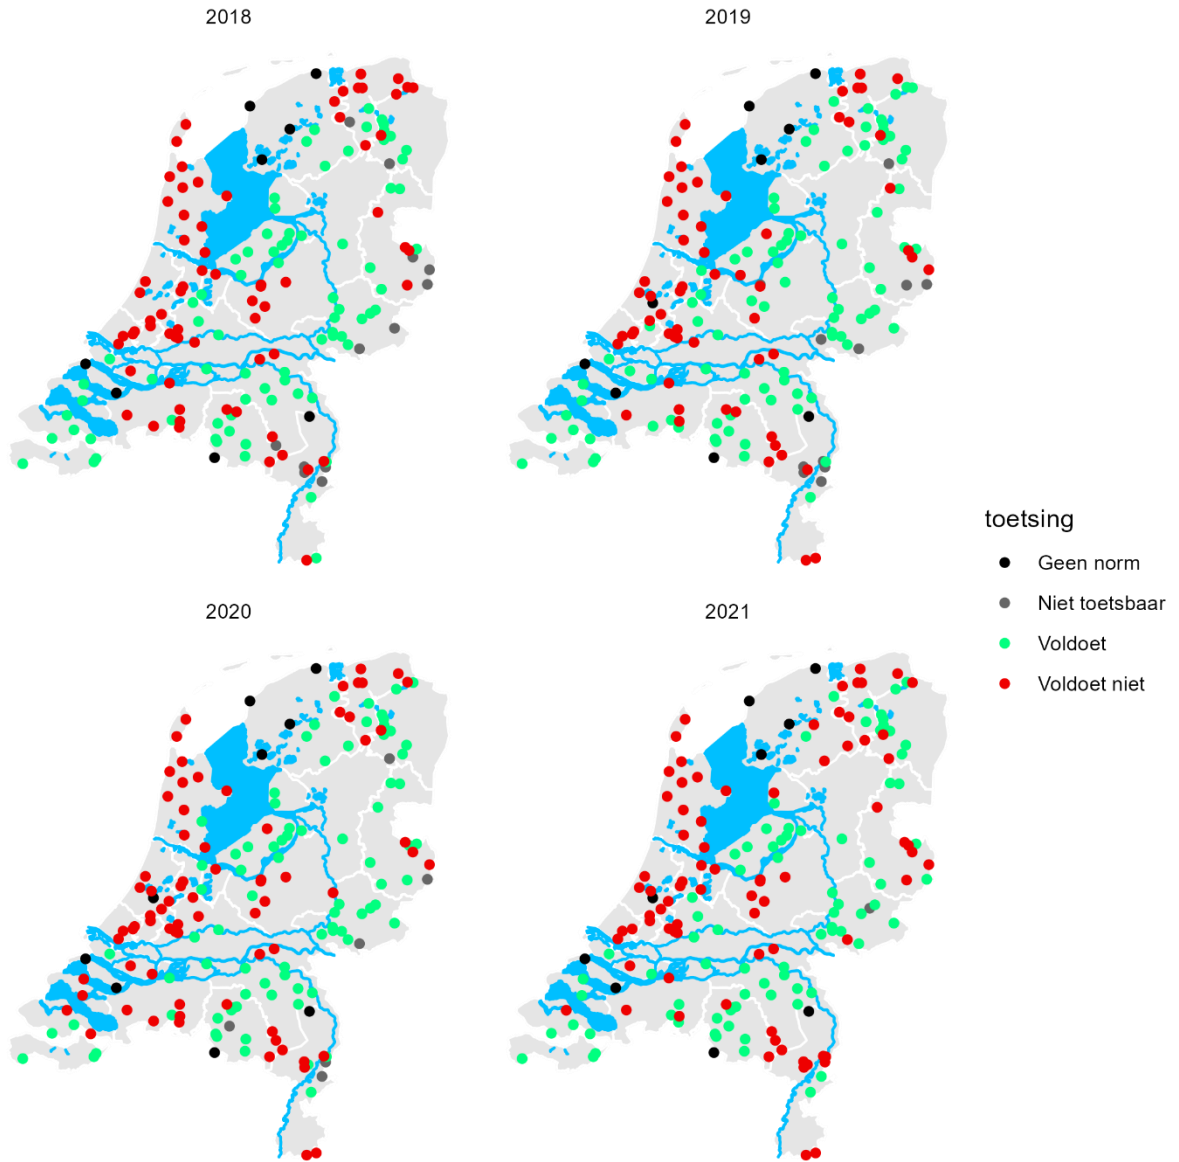 2018
2019
toetsing
Geen norm
Niet toetsbaar
Voldoet
Voldoet niet
2020
2021